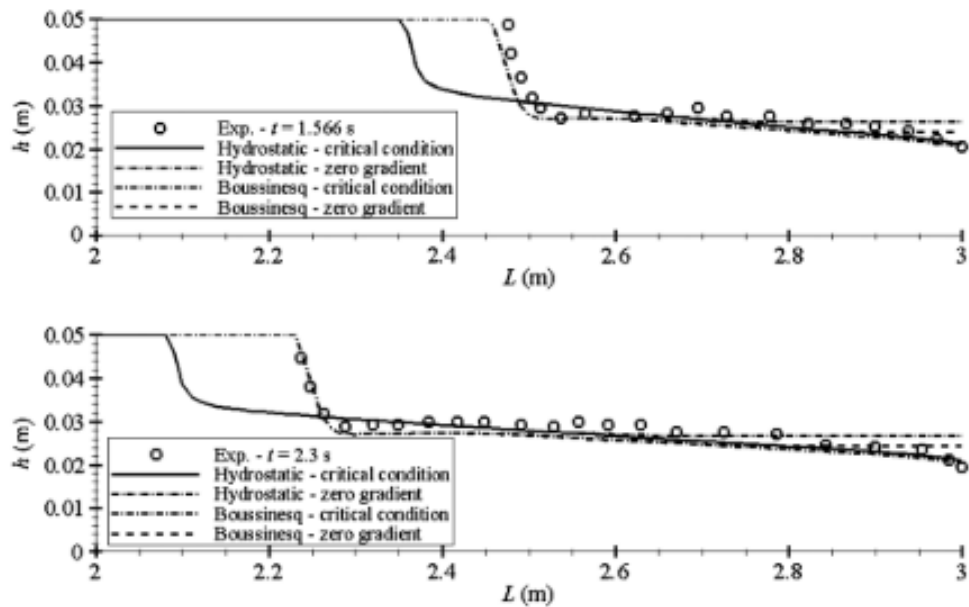 0.05
0.04
0.03
0.02
0.01
0
h (m)
Exp. - t = 1.566 s
Hydrostatic - critical condition
Hydrostatic - zero gradient
Boussinesq - critical condition
Boussinesq - zero gradient
2
2.2
2.4
2.6
2.8
3
L (m)
0.05
0.04
0.03
0.02
0.01
0
h (m)
Exp. - t = 2.3 s
Hydrostatic - critical condition
Hydrostatic - zero gradient
Boussinesq - critical condition
Boussinesq - zero gradient
2
2.2
2.4
2.6
2.8
3
L (m)